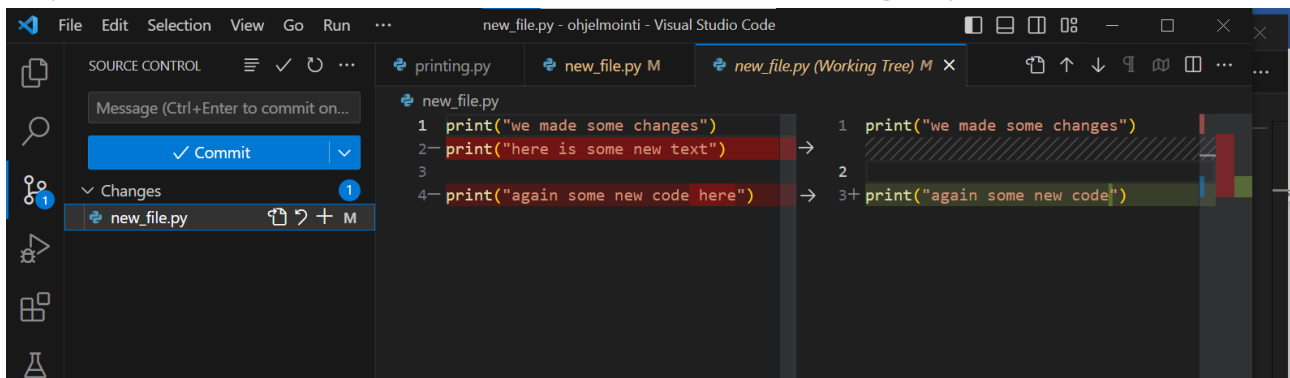 File Edit Selection View Go Run ··· new_file.py - ohjelmointi - Visual Studio Code
SOURCE CONTROL
Message (Ctrl+Enter to commit on...
Commit
Changes 1
new_file.py M
1
printing.py new_file.py M new_file.py (Working Tree) M
new_file.py
1 print("we made some changes")
2— print("here is some new text")
3
4— print("again some new code here")
1 print("we made some changes")
2
3+ print("again some new code")